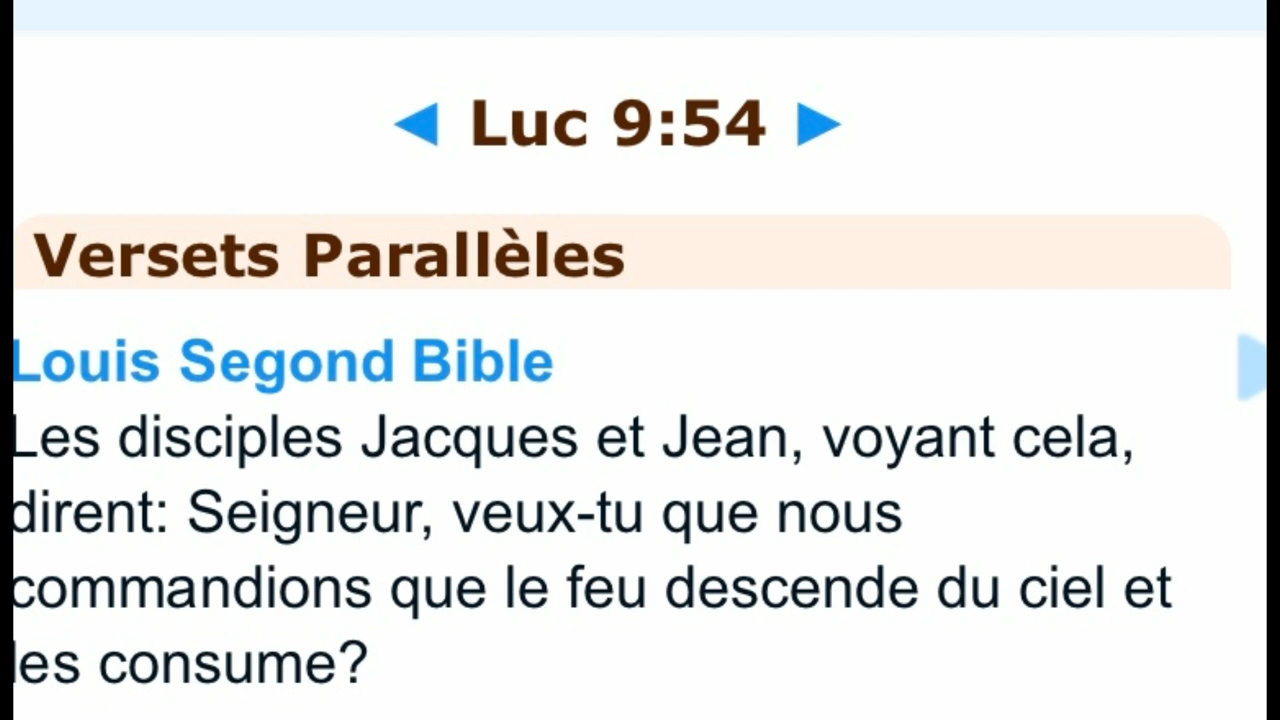 Luc 9:54
Versets Parallèles
Louis Segond Bible
Les disciples Jacques et Jean, voyant cela,
dirent: Seigneur, veux-tu que nous
commandions que le feu descende du ciel et
les consume?